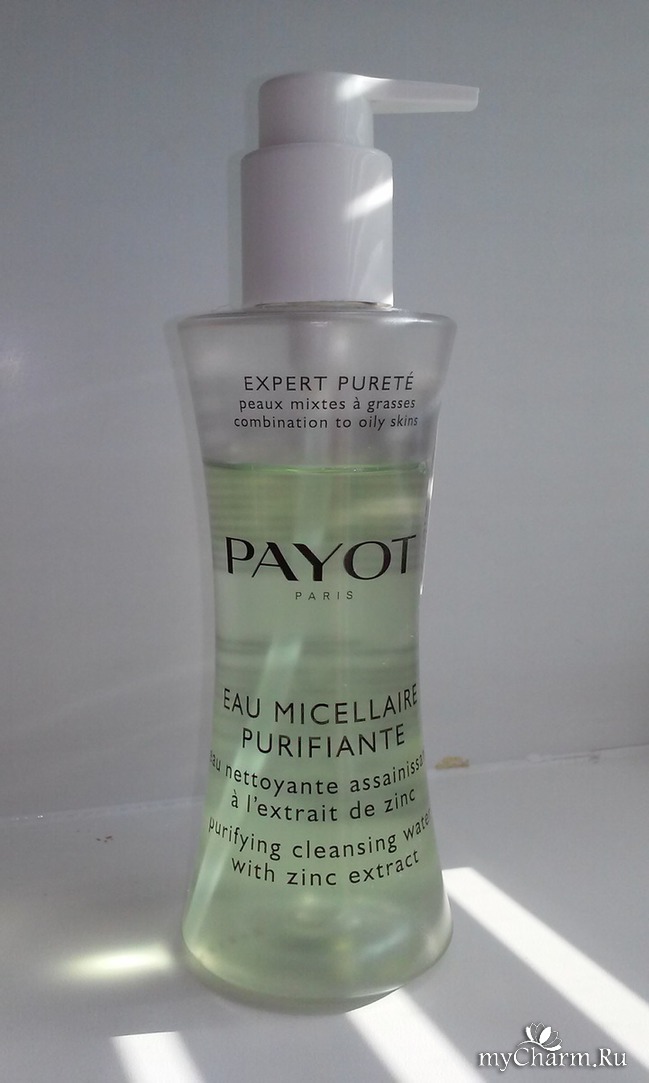 EXPERT PURETÉ
peaux mixtes à grasses
combination to oily skins
PAYOT
PARIS
EAU MICELLAIRE
PURIFIANTE
nettoyante
à l'extrait de zinc
purifying cleansing water
with zinc extract
myCharm.Ru